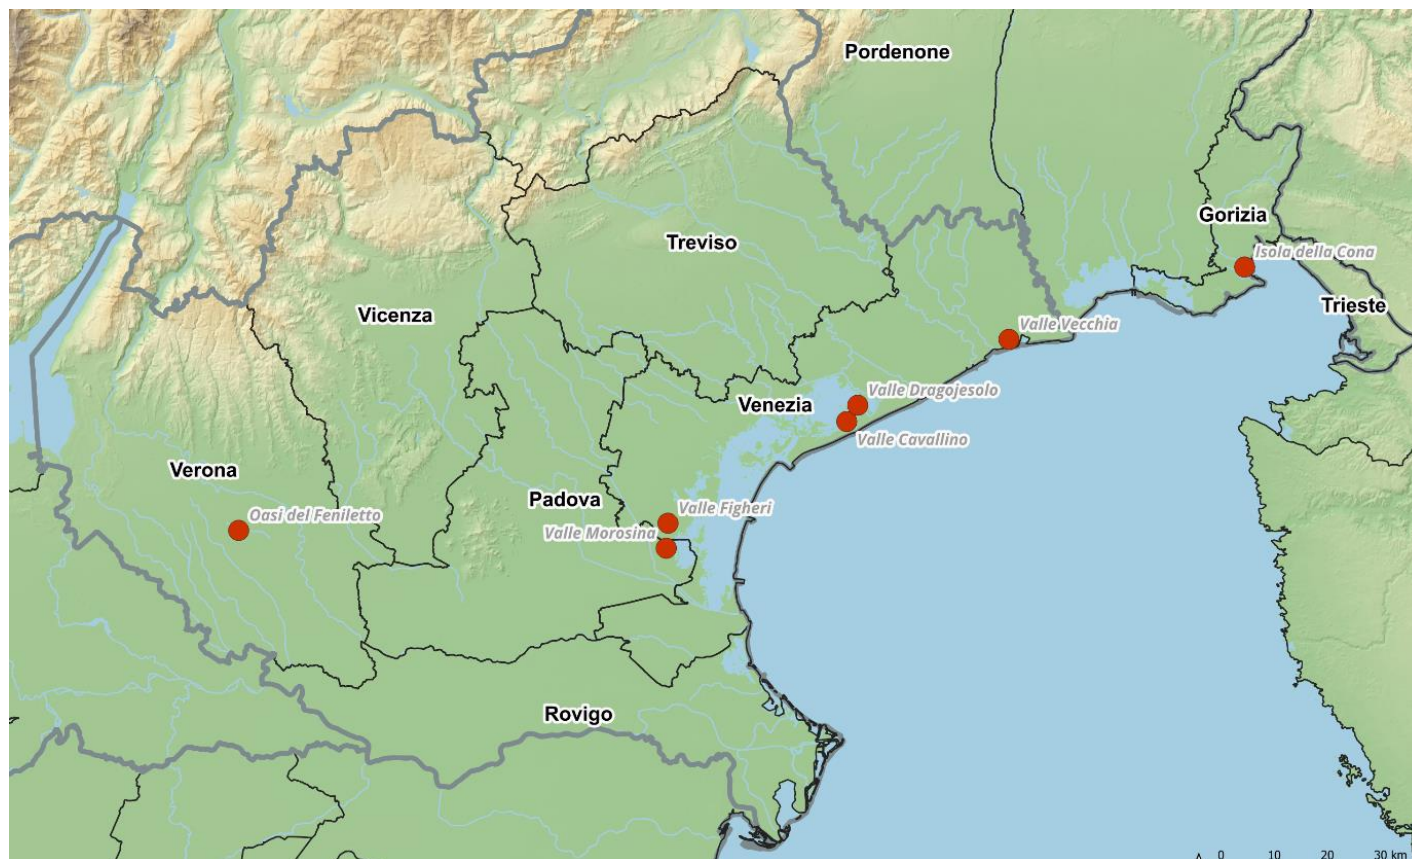 Pordenone
Gorizia
Treviso
Isola della Cona
Trieste
Vicenza
Valle Vecchia
Valle Dragojesolo
Venezia
Valle Cavallino
Verona
Padova
Valle Figheri
Oasi del Feniletto
Valle Morosina
Rovigo
0 10 20 30 km